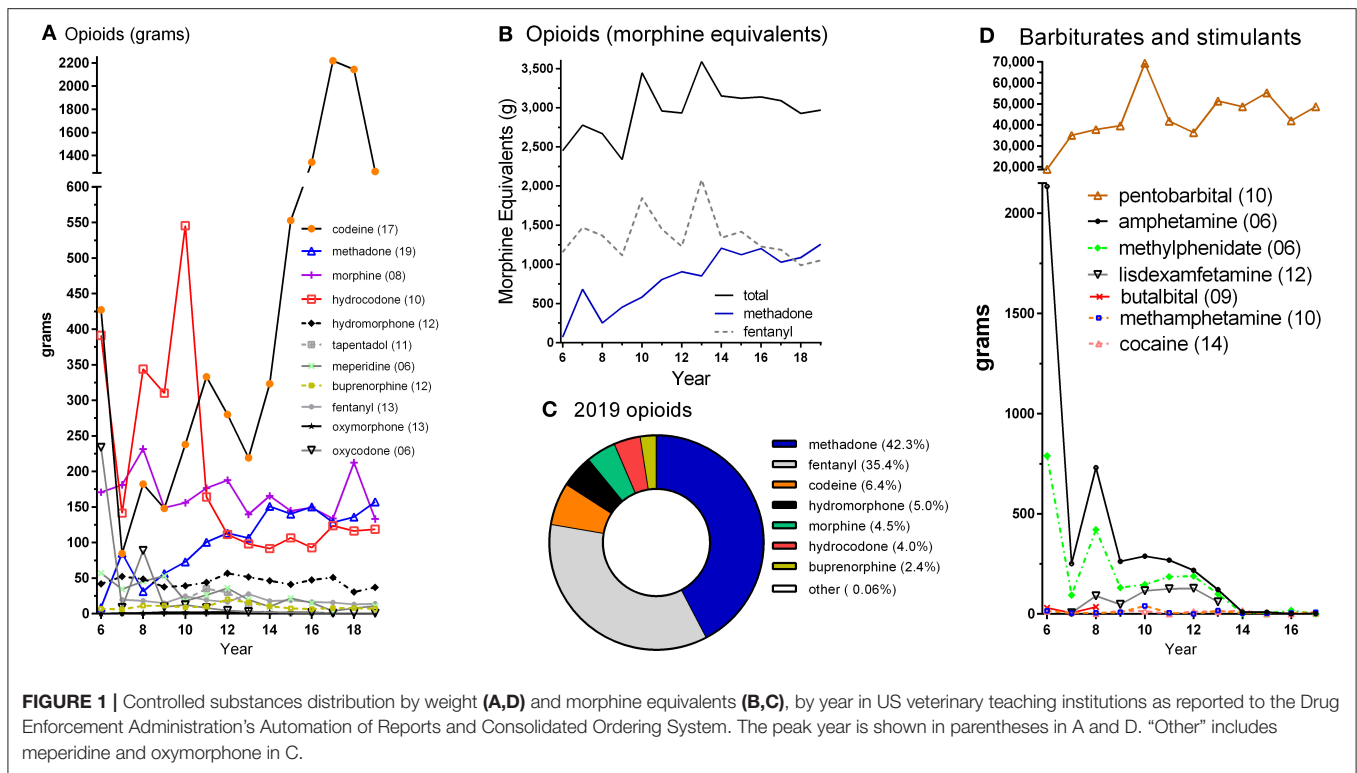 A Opioids (grams)
2200
2000
1800
1600
1400
600
550
500
450
400
350
300
250
200
150
100
50
0
grams
6 8 10 12 14 16 18
Year
codeine (17)
methadone (19)
morphine (08)
hydrocodone (10)
hydromorphone (12)
tapentadol (11)
meperidine (06)
buprenorphine (12)
fentanyl (13)
oxymorphone (13)
oxycodone (06)
B Opioids (morphine equivalents)
3,500
3,000
2,500
2,000
1,500
1,000
500
0
Morphine Equivalents (g)
6 8 10 12 14 16 18
Year
total
methadone
fentanyl
C 2019 opioids
methadone (42.3%)
fentanyl (35.4%)
codeine (6.4%)
hydromorphone (5.0%)
morphine (4.5%)
hydrocodone (4.0%)
buprenorphine (2.4%)
other ( 0.06%)
D Barbiturates and stimulants
70,000
60,000
50,000
40,000
30,000
20,000
2000
1500
1000
500
0
grams
6 8 10 12 14 16
Year
pentobarbital (10)
amphetamine (06)
methylphenidate (06)
lisdexamfetamine (12)
butalbital (09)
methamphetamine (10)
cocaine (14)
FIGURE 1 | Controlled substances distribution by weight (A,D) and morphine equivalents (B,C), by year in US veterinary teaching institutions as reported to the Drug
Enforcement Administration's Automation of Reports and Consolidated Ordering System. The peak year is shown in parentheses in A and D. "Other" includes
meperidine and oxymorphone in C.